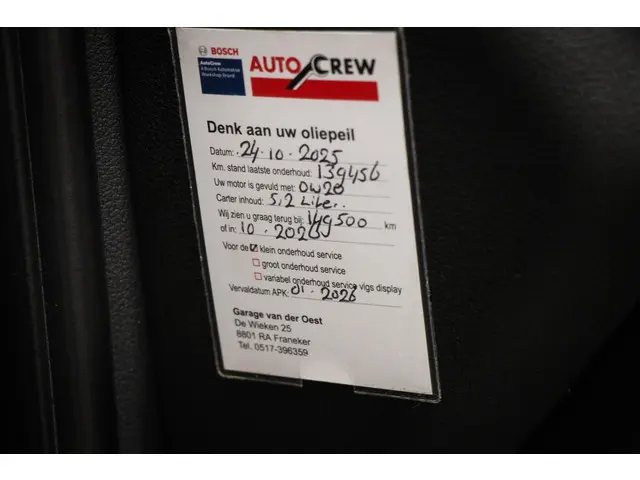 BOSCH
AutoCrew
A Bosch Automotive
Workshop Brand
AUTO CREW
Denk aan uw oliepeil
Datum: 24.10.2025
Km. stand laatste onderhoud: 139456
Uw motor is gevuld met: 0W20
Carter inhoud: 5,2 Liter.
Wij zien u graag terug bij: 149500 km
of in: 10.2026
Voor de klein onderhoud service
groot onderhoud service
variabel onderhoud service vlgs display
Vervaldatum APK: 01.2026
Garage van der Oest
De Wieken 25
8801 RA Franeker
Tel. 0517-396359